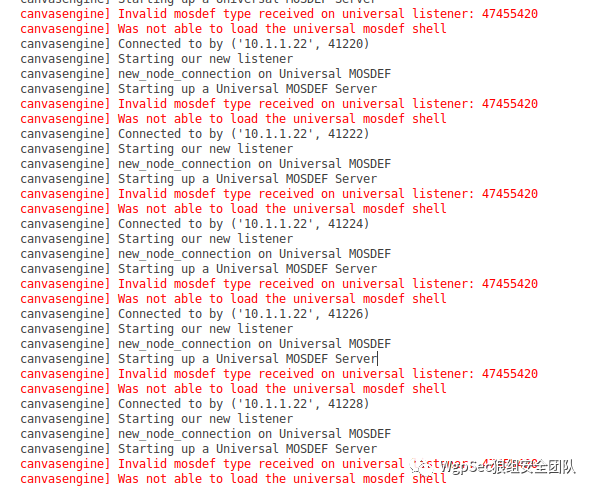 canvasengine] Invalid mosdef type received on universal listener: 47455420
canvasengine] Was not able to load the universal mosdef shell
canvasengine] Connected to by ('10.1.1.22', 41220)
canvasengine] Starting our new listener
canvasengine] new_node_connection on Universal MOSDEF
canvasengine] Starting up a Universal MOSDEF Server
canvasengine] Invalid mosdef type received on universal listener: 47455420
canvasengine] Was not able to load the universal mosdef shell
canvasengine] Connected to by ('10.1.1.22', 41222)
canvasengine] Starting our new listener
canvasengine] new_node_connection on Universal MOSDEF
canvasengine] Starting up a Universal MOSDEF Server
canvasengine] Invalid mosdef type received on universal listener: 47455420
canvasengine] Was not able to load the universal mosdef shell
canvasengine] Connected to by ('10.1.1.22', 41224)
canvasengine] Starting our new listener
canvasengine] new_node_connection on Universal MOSDEF
canvasengine] Starting up a Universal MOSDEF Server
canvasengine] Invalid mosdef type received on universal listener: 47455420
canvasengine] Was not able to load the universal mosdef shell
canvasengine] Connected to by ('10.1.1.22', 41226)
canvasengine] Starting our new listener
canvasengine] new_node_connection on Universal MOSDEF
canvasengine] Starting up a Universal MOSDEF Server
canvasengine] Invalid mosdef type received on universal listener: 47455420
canvasengine] Was not able to load the universal mosdef shell
canvasengine] Connected to by ('10.1.1.22', 41228)
canvasengine] Starting our new listener
canvasengine] new_node_connection on Universal MOSDEF
canvasengine] Starting up a Universal MOSDEF Server
canvasengine] Invalid mosdef type received on universal
WgpSec狼组安全团队
canvasengine] Was not able to load the universal mosdef shell